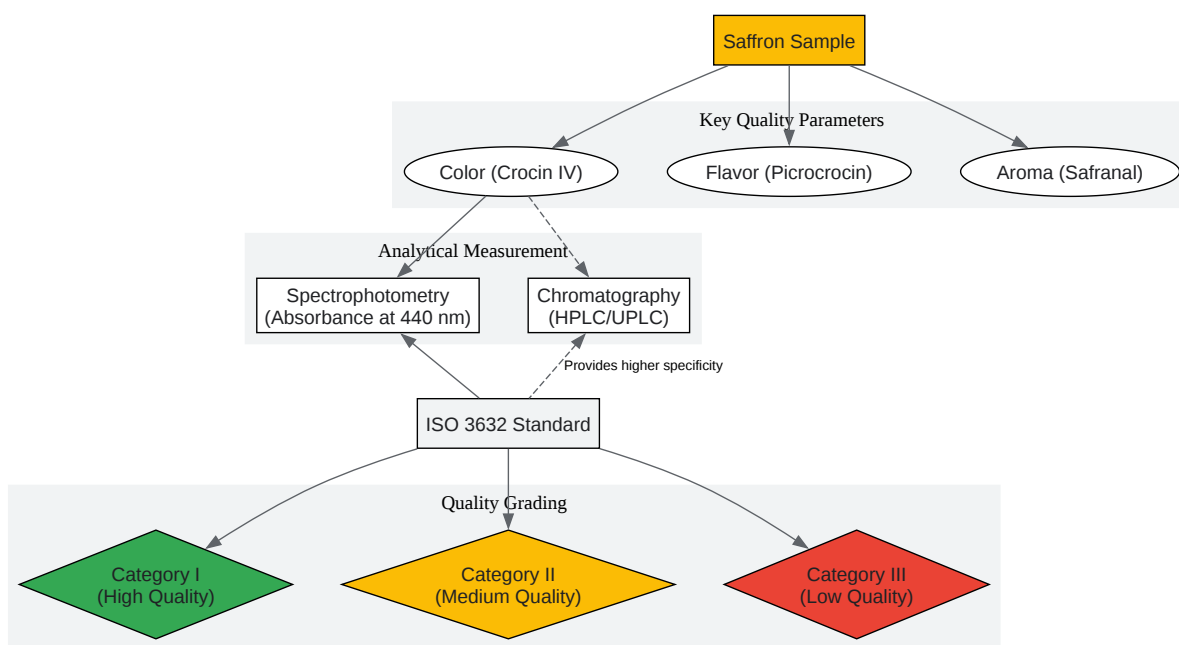 Saffron Sample
Key Quality Parameters
Color (Crocin IV)
Flavor (Picrocrocin)
Aroma (Safranal)
Analytical Measurement
Spectrophotometry
(Absorbance at 440 nm)
Chromatography
(HPLC/UPLC)
Provides higher specificity
ISO 3632 Standard
Quality Grading
Category I
(High Quality)
Category II
(Medium Quality)
Category III
(Low Quality)